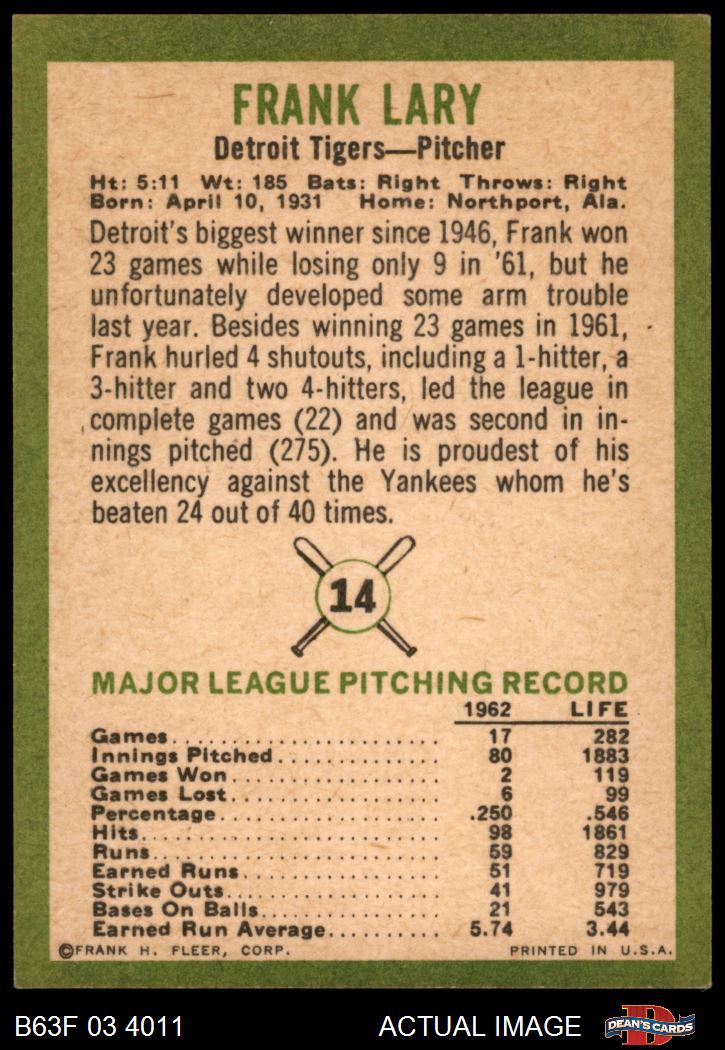 FRANK LARY
Detroit Tigers—Pitcher
Ht: 5:11 Wt: 185 Bats: Right Throws: Right
Born: April 10, 1931 Home: Northport, Ala.
Detroit's biggest winner since 1946, Frank won
23 games while losing only 9 in '61, but he
unfortunately developed some arm trouble
last year. Besides winning 23 games in 1961,
Frank hurled 4 shutouts, including a 1-hitter, a
3-hitter and two 4-hitters, led the league in
complete games (22) and was second in in-
nings pitched (275). He is proudest of his
excellency against the Yankees whom he's
beaten 24 out of 40 times.
14
MAJOR LEAGUE PITCHING RECORD
1962 LIFE
Games 17 282
Innings Pitched 80 1883
Games Won 2 119
Games Lost 6 99
Percentage .250 .546
Hits 98 1861
Runs 59 829
Earned Runs 51 719
Strike Outs 41 979
Bases On Balls 21 543
Earned Run Average 5.74 3.44
©FRANK H. FLEER, CORP. PRINTED IN U.S.A.
B63F 03 4011 ACTUAL IMAGE D DEAN'S CARDS